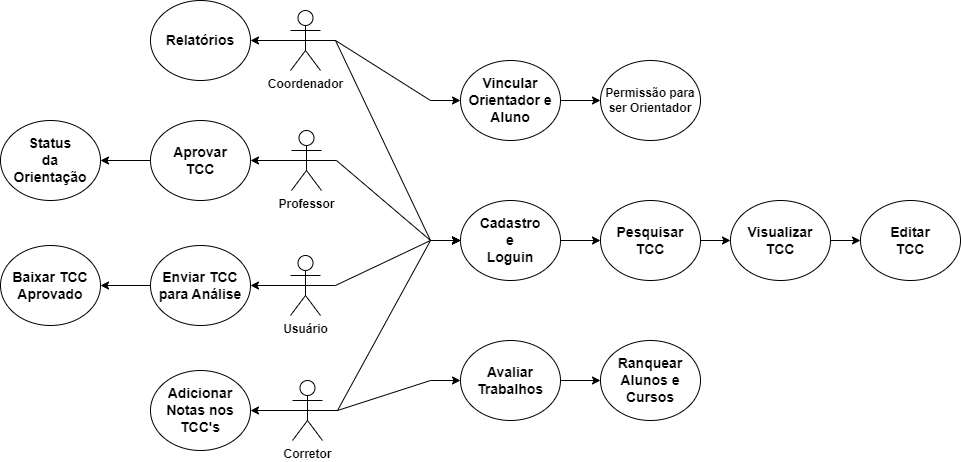 Relatórios
Coordenador
Vincular
Orientador e
Aluno
Permissão para
ser Orientador
Status
da
Orientação
Aprovar
TCC
Professor
Cadastro
e
Loguin
Pesquisar
TCC
Visualizar
TCC
Editar
TCC
Baixar TCC
Aprovado
Enviar TCC
para Análise
Usuário
Avaliar
Trabalhos
Ranquear
Alunos e
Cursos
Adicionar
Notas nos
TCC's
Corretor